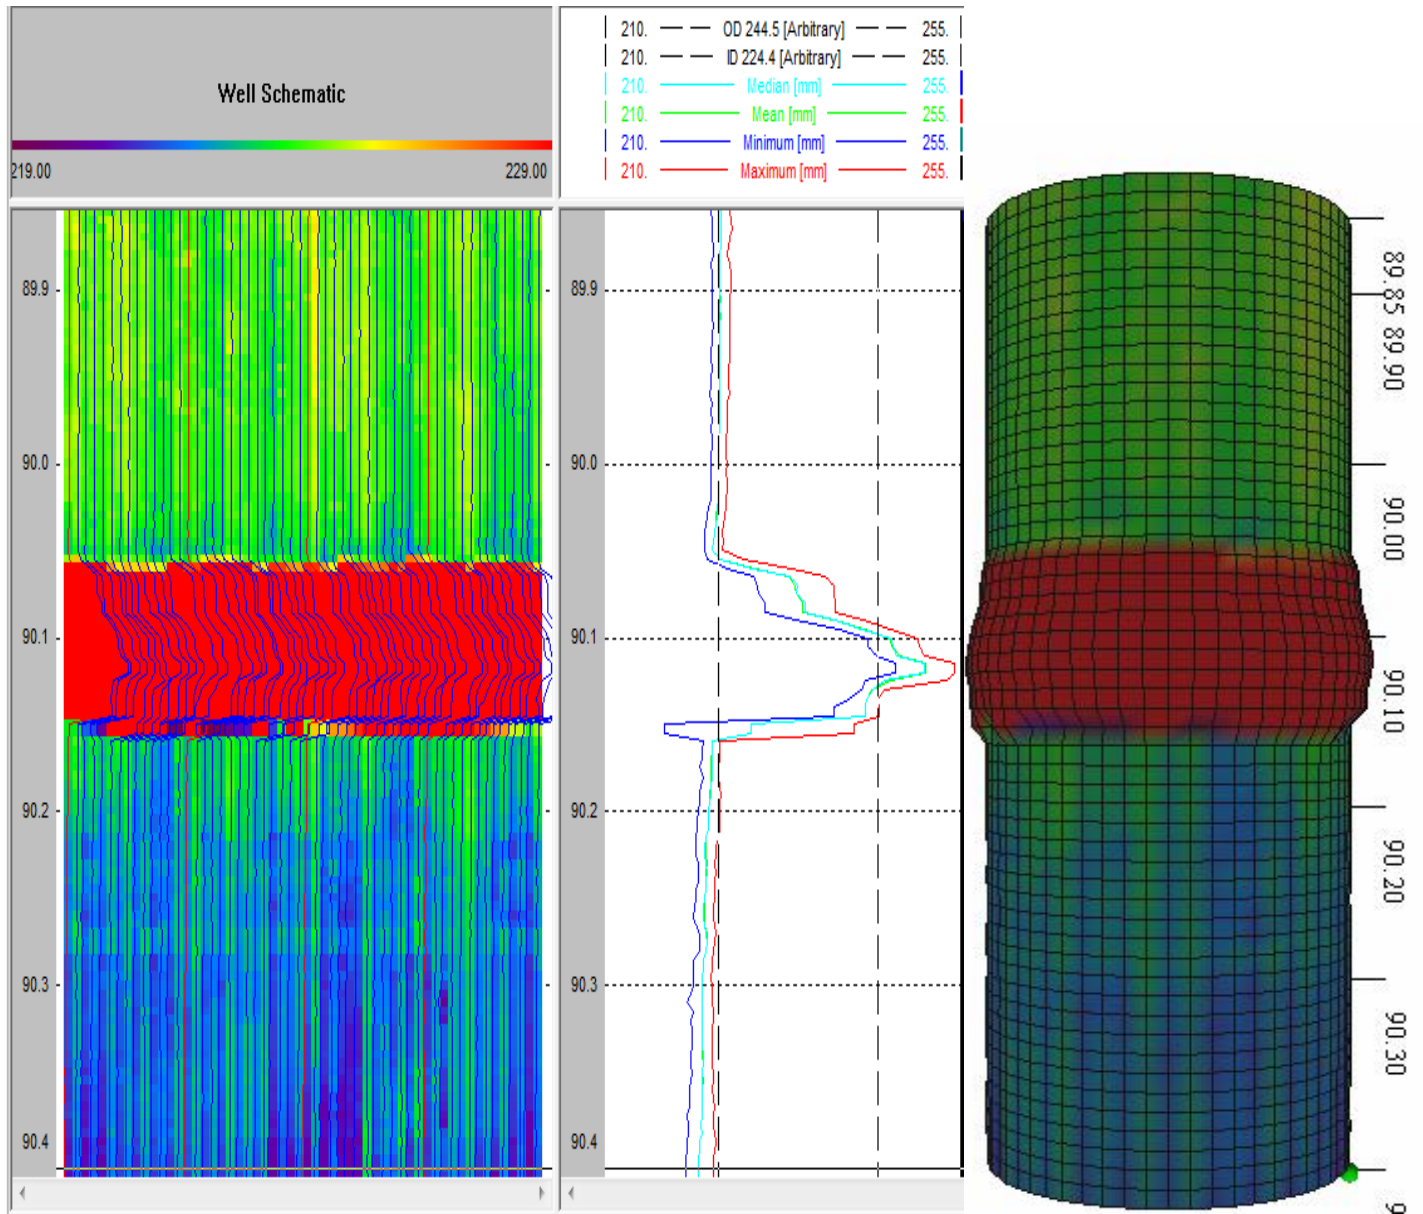 Well Schematic
219.00 229.00
210. OD 244.5 [Arbitrary] 255.
210. ID 224.4 [Arbitrary] 255.
210. Median [mm] 255.
210. Mean [mm] 255.
210. Minimum [mm] 255.
210. Maximum [mm] 255.
89.9
90.0
90.1
90.2
90.3
90.4
89.9
90.0
90.1
90.2
90.3
90.4
89.85
89.90
90.00
90.10
90.20
90.30